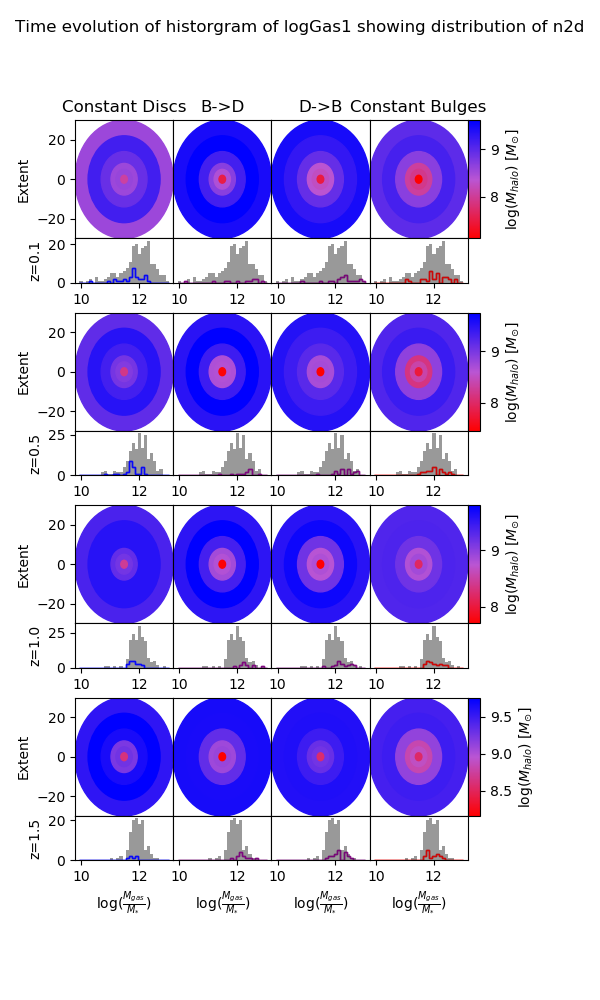 Time evolution of historgram of logGas1 showing distribution of n2d
Constant Discs B->D D->B Constant Bulges
20
0
−20
Extent
9
8
log(M_halo) [M_⊙]
20
0
z=0.1
10 12 10 12 10 12 10 12
20
0
−20
Extent
9
8
log(M_halo) [M_⊙]
25
0
z=0.5
10 12 10 12 10 12 10 12
20
0
−20
Extent
9
8
log(M_halo) [M_⊙]
25
0
z=1.0
10 12 10 12 10 12 10 12
20
0
−20
Extent
9.5
9.0
8.5
log(M_halo) [M_⊙]
20
0
z=1.5
10 12 10 12 10 12 10 12
log(M_gas/M_*) log(M_gas/M_*) log(M_gas/M_*) log(M_gas/M_*)